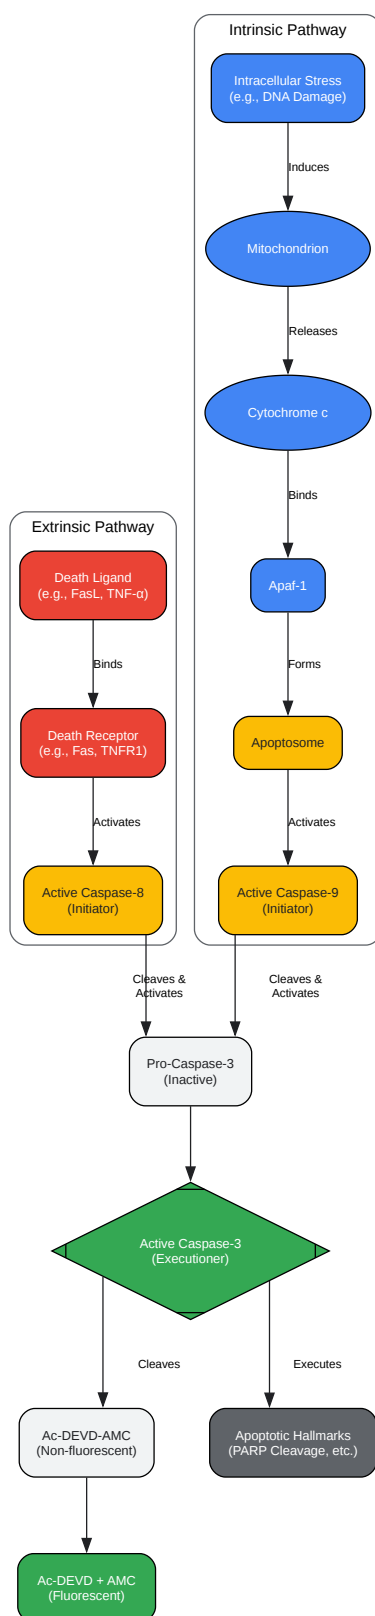 Intrinsic Pathway
Intracellular Stress
(e.g., DNA Damage)
Induces
Mitochondrion
Releases
Cytochrome c
Binds
Apaf-1
Forms
Apoptosome
Activates
Active Caspase-9
(Initiator)
Extrinsic Pathway
Death Ligand
(e.g., FasL, TNF-α)
Binds
Death Receptor
(e.g., Fas, TNFR1)
Activates
Active Caspase-8
(Initiator)
Cleaves &
Activates
Cleaves &
Activates
Pro-Caspase-3
(Inactive)
Active Caspase-3
(Executioner)
Cleaves
Executes
Ac-DEVD-AMC
(Non-fluorescent)
Apoptotic Hallmarks
(PARP Cleavage, etc.)
Ac-DEVD + AMC
(Fluorescent)